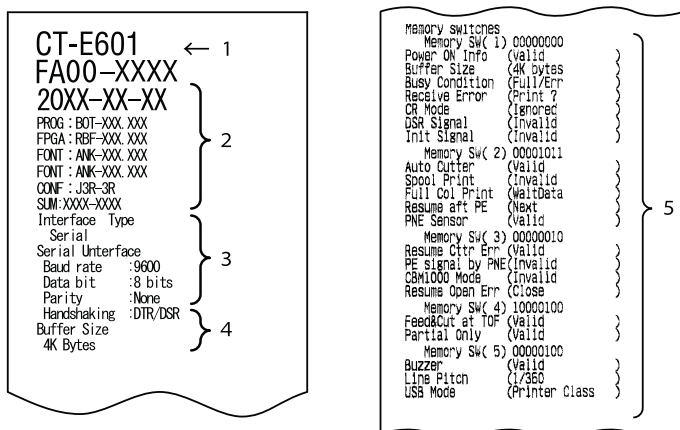 CT-E601
1
FA00-XXXX
20XX-XX-XX
PROG : BOT-XXX. XXX
FPGA : RBF-XXX. XXX
FONT : ANK-XXX. XXX
FONT : ANK-XXX. XXX
CONF : J3R-3R
SUM:XXXX-XXXX
2
Interface Type
Serial
Serial Unterface
Baud rate :9600
Data bit :8 bits
Parity :None
3
Handshaking :DTR/DSR
Buffer Size
4K Bytes
4
Memory switches
Memory SW( 1) 00000000
Power ON Info (Valid )
Buffer Size (4K bytes )
Busy Condition (Full/Err )
Receive Error (Print ? )
CR Mode (Ignored )
DSR Signal (Invalid )
Init Signal (Invalid )
Memory SW( 2) 00001011
Auto Cutter (Valid )
Spool Print (Invalid )
Full Col Print (WaitData )
Resume aft PE (Next )
PNE Sensor (Valid )
Memory SW( 3) 00000010
Resume Cttr Err (Valid )
PE signal by PNE(Invalid )
CBM1000 Mode (Invalid )
Resume Open Err (Close )
Memory SW( 4) 10000100
Feed&Cut at TOF (Valid )
Partial Only (Valid )
Memory SW( 5) 00000100
Buzzer (Valid )
Line Pitch (1/360 )
USB Mode (Printer Class )
5